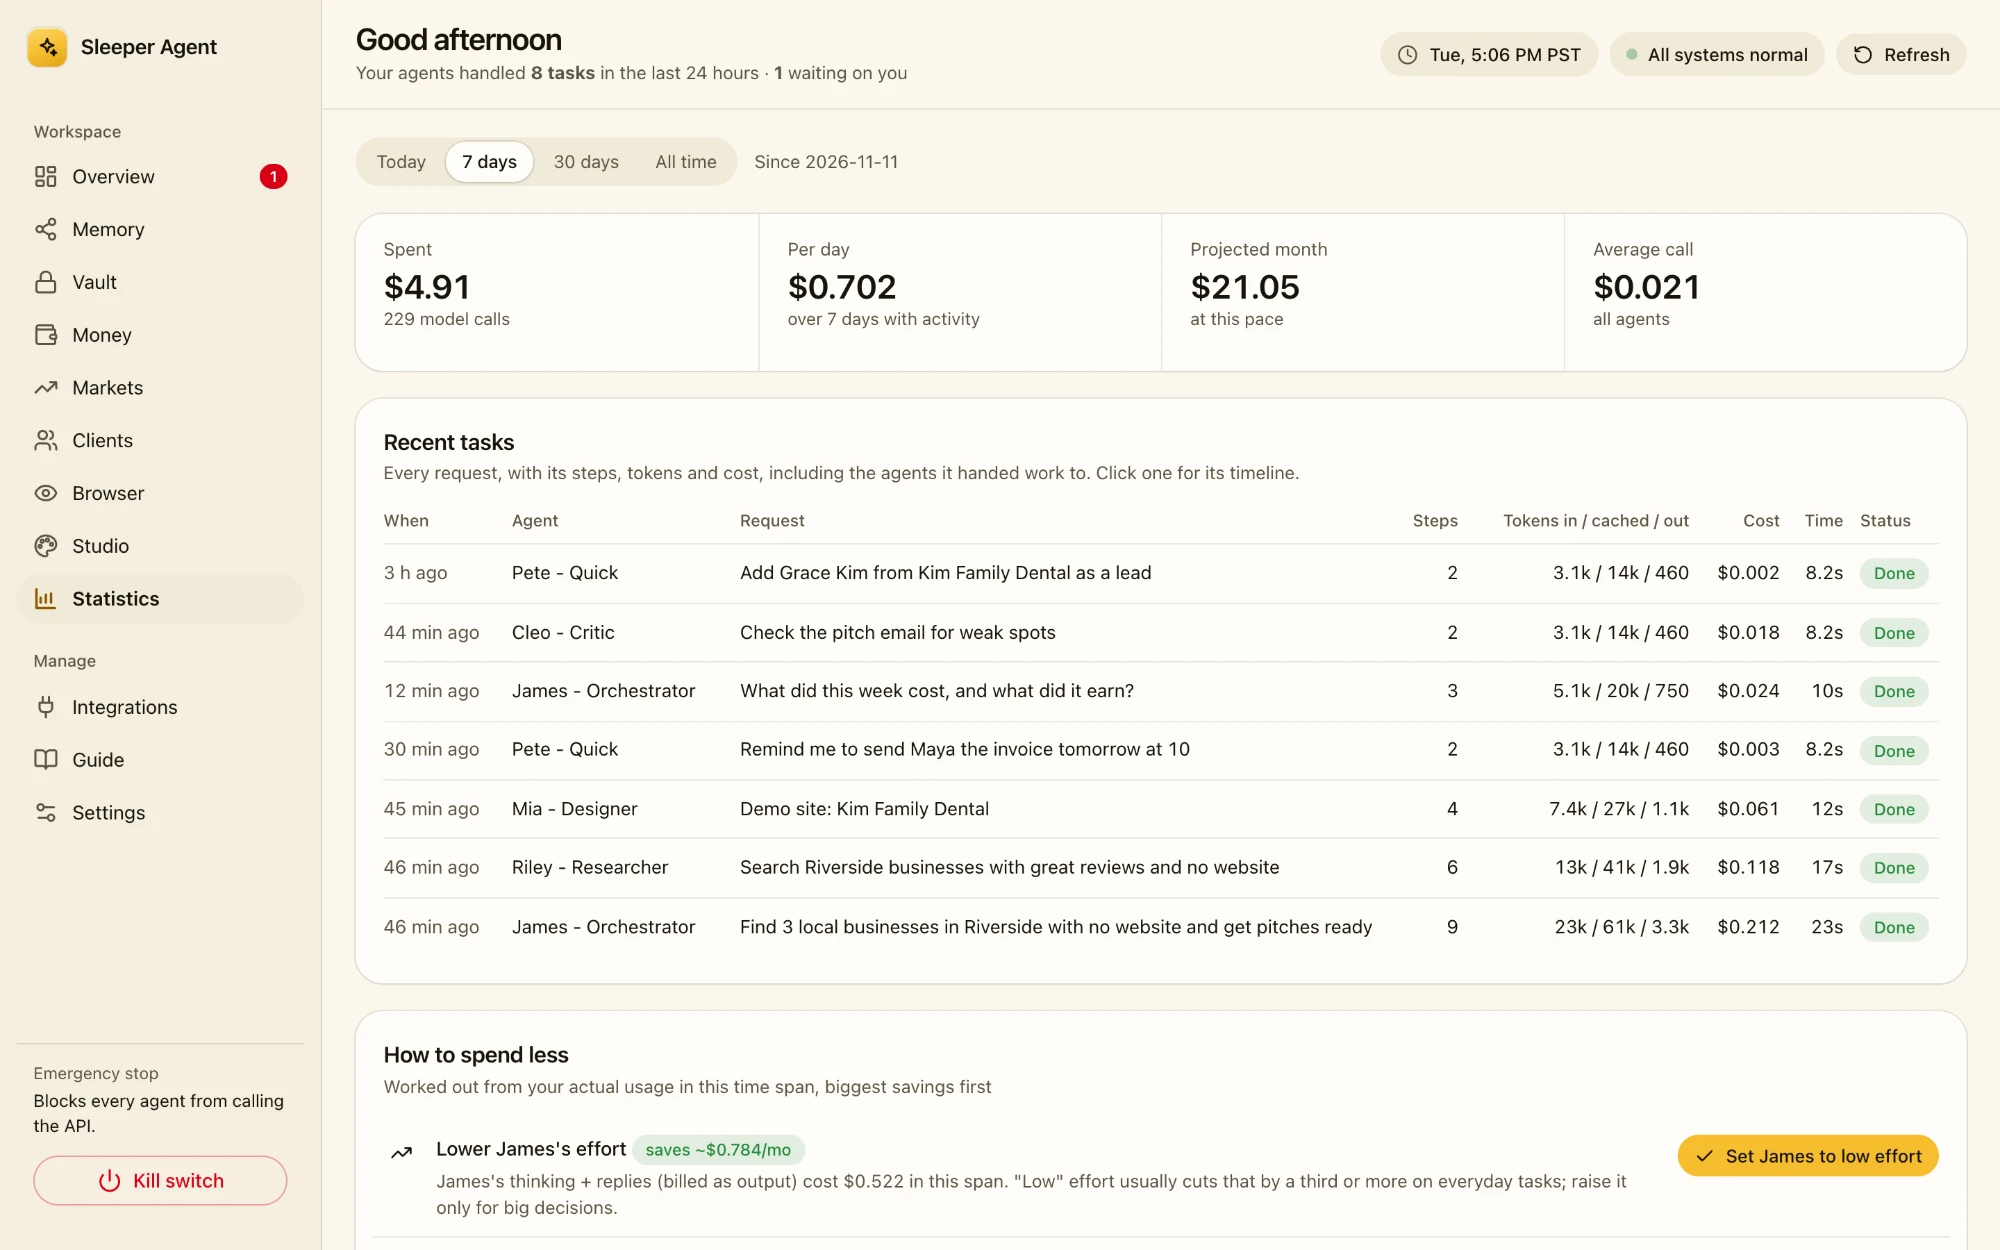 Sleeper Agent
Workspace
Overview 1
Memory
Vault
Money
Markets
Clients
Browser
Studio
Statistics
Manage
Integrations
Guide
Settings
Emergency stop
Blocks every agent from calling
the API.
Kill switch
Good afternoon
Your agents handled 8 tasks in the last 24 hours · 1 waiting on you
Tue, 5:06 PM PST
All systems normal
Refresh
Today 7 days 30 days All time Since 2026-11-11
Spent
$4.91
229 model calls
Per day
$0.702
over 7 days with activity
Projected month
$21.05
at this pace
Average call
$0.021
all agents
Recent tasks
Every request, with its steps, tokens and cost, including the agents it handed work to. Click one for its timeline.
When Agent Request Steps Tokens in / cached / out Cost Time Status
3 h ago Pete - Quick Add Grace Kim from Kim Family Dental as a lead 2 3.1k / 14k / 460 $0.002 8.2s Done
44 min ago Cleo - Critic Check the pitch email for weak spots 2 3.1k / 14k / 460 $0.018 8.2s Done
12 min ago James - Orchestrator What did this week cost, and what did it earn? 3 5.1k / 20k / 750 $0.024 10s Done
30 min ago Pete - Quick Remind me to send Maya the invoice tomorrow at 10 2 3.1k / 14k / 460 $0.003 8.2s Done
45 min ago Mia - Designer Demo site: Kim Family Dental 4 7.4k / 27k / 1.1k $0.061 12s Done
46 min ago Riley - Researcher Search Riverside businesses with great reviews and no website 6 13k / 41k / 1.9k $0.118 17s Done
46 min ago James - Orchestrator Find 3 local businesses in Riverside with no website and get pitches ready 9 23k / 61k / 3.3k $0.212 23s Done
How to spend less
Worked out from your actual usage in this time span, biggest savings first
Lower James's effort saves ~$0.784/mo
James's thinking + replies (billed as output) cost $0.522 in this span. "Low" effort usually cuts that by a third or more on everyday tasks; raise it
only for big decisions.
Set James to low effort